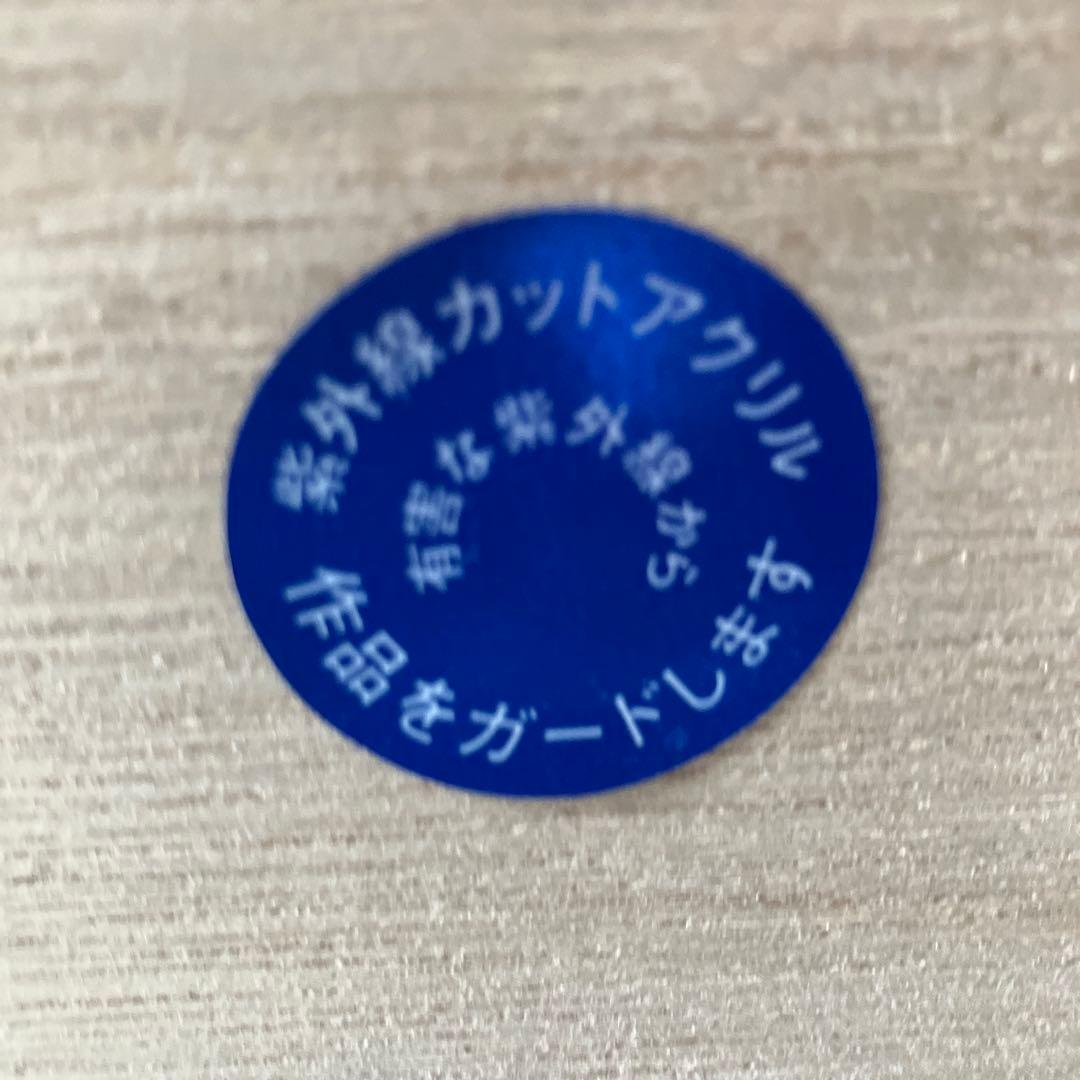 紫外線カットアクリル
有害な紫外線から
作品をガードします